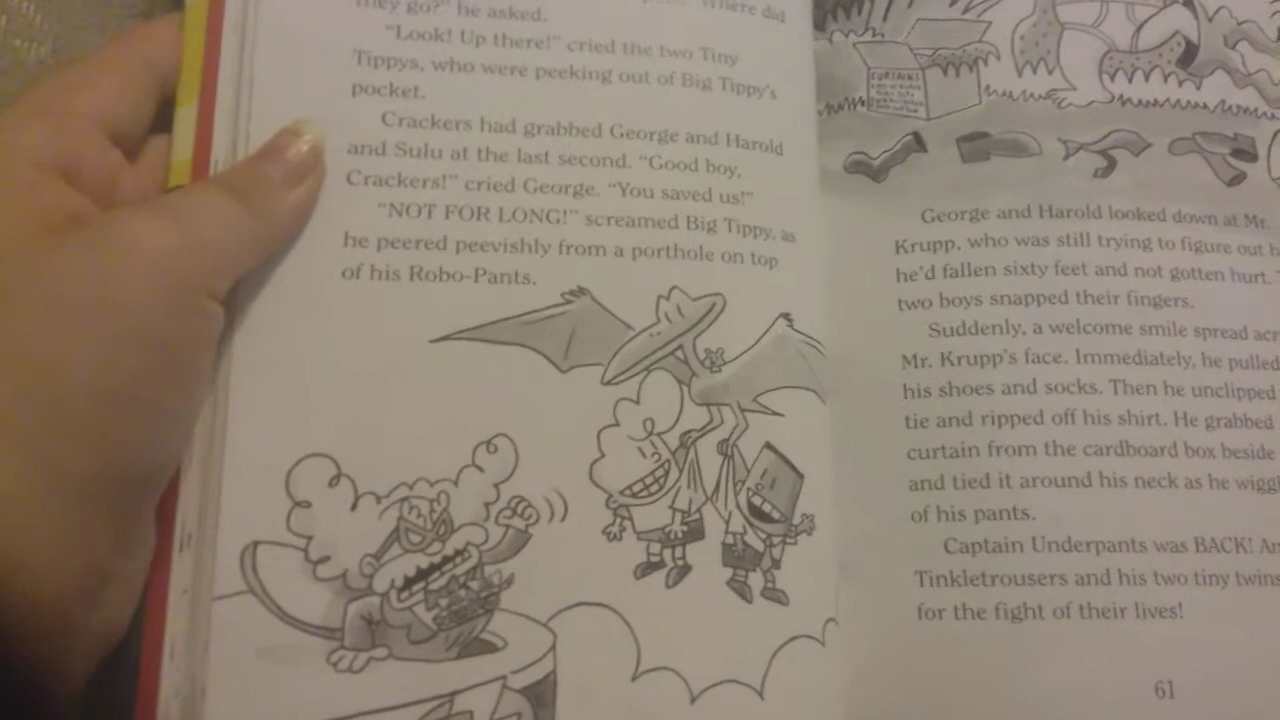 they go?" he asked. Where did
"Look! Up there!" cried the two Tiny
Tippys, who were peeking out of Big Tippy's
pocket.
Crackers had grabbed George and Harold
and Sulu at the last second. "Good boy,
Crackers!" cried George. "You saved us!"
"NOT FOR LONG!" screamed Big Tippy, as
he peered peevishly from a porthole on top
of his Robo-Pants.
CURTAINS
George and Harold looked down at Mr.
Krupp, who was still trying to figure out h
he'd fallen sixty feet and not gotten hurt.
two boys snapped their fingers.
Suddenly, a welcome smile spread acr
Mr. Krupp's face. Immediately, he pulled
his shoes and socks. Then he unclipped
tie and ripped off his shirt. He grabbed
curtain from the cardboard box beside
and tied it around his neck as he wiggl
of his pants.
Captain Underpants was BACK! An
Tinkletrousers and his two tiny twins
for the fight of their lives!
61